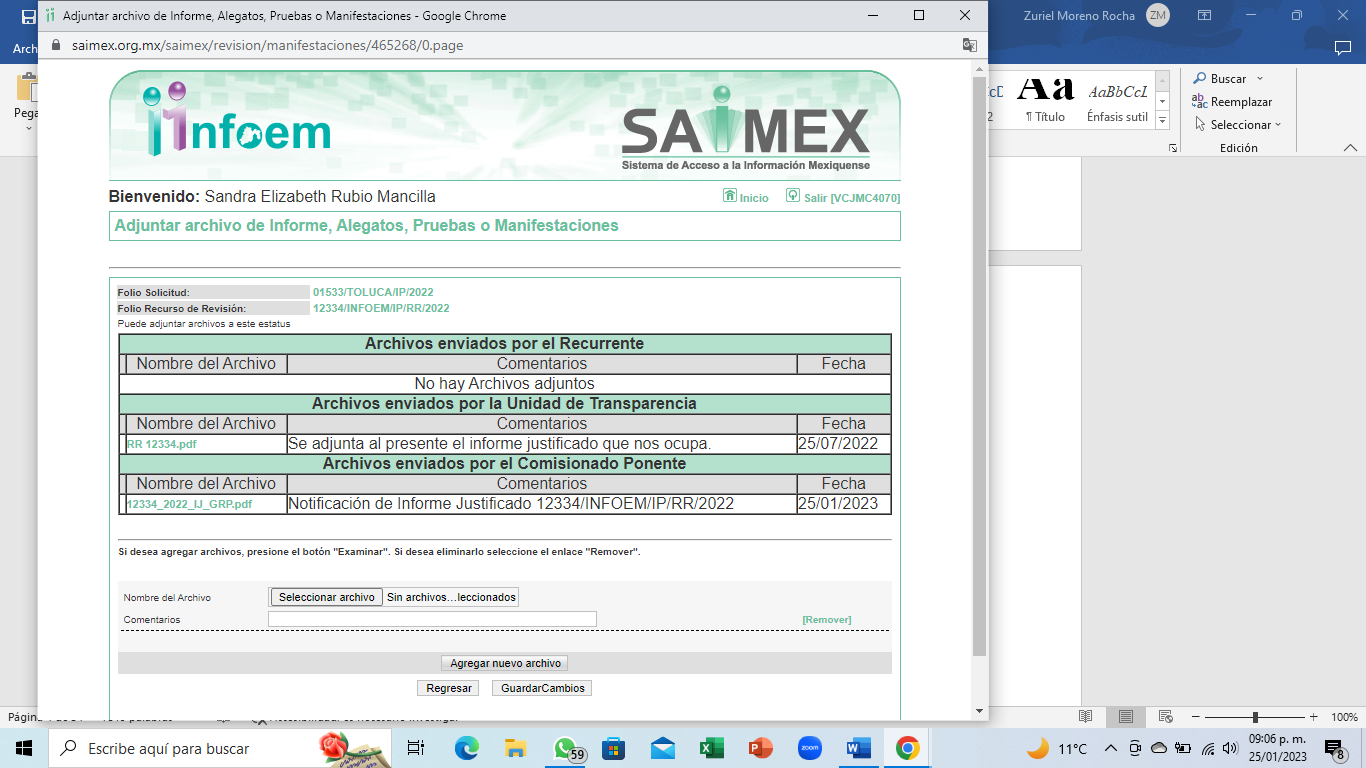 Adjuntar archivo de Informe, Alegatos, Pruebas o Manifestaciones - Google Chrome
Zuriel Moreno Rocha ZM
saimex.org.mx/saimex/revision/manifestaciones/465268/0.page
Arch
infoem
SAIMEX
Sistema de Acceso a la Información Mexiquense
Pega
2
Aa AaBbCcL
¶ Título Énfasis sutil
Buscar
Reemplazar
Seleccionar
Edición
Bienvenido: Sandra Elizabeth Rubio Mancilla
Inicio Salir [VCJMC4070]
Adjuntar archivo de Informe, Alegatos, Pruebas o Manifestaciones
Folio Solicitud: 01533/TOLUCA/IP/2022
Folio Recurso de Revisión: 12334/INFOEM/IP/RR/2022
Puede adjuntar archivos a este estatus
Archivos enviados por el Recurrente
Nombre del Archivo Comentarios Fecha
No hay Archivos adjuntos
Archivos enviados por la Unidad de Transparencia
Nombre del Archivo Comentarios Fecha
RR 12334.pdf Se adjunta al presente el informe justificado que nos ocupa. 25/07/2022
Archivos enviados por el Comisionado Ponente
Nombre del Archivo Comentarios Fecha
12334_2022_IJ_GRP.pdf Notificación de Informe Justificado 12334/INFOEM/IP/RR/2022 25/01/2023
Si desea agregar archivos, presione el botón "Examinar". Si desea eliminarlo seleccione el enlace "Remover".
Nombre del Archivo Seleccionar archivo Sin archivos...leccionados
Comentarios [Remover]
Agregar nuevo archivo
Regresar GuardarCambios
100%
Escribe aquí para buscar
59
zoom
11°C
09:06 p. m.
25/01/2023
8